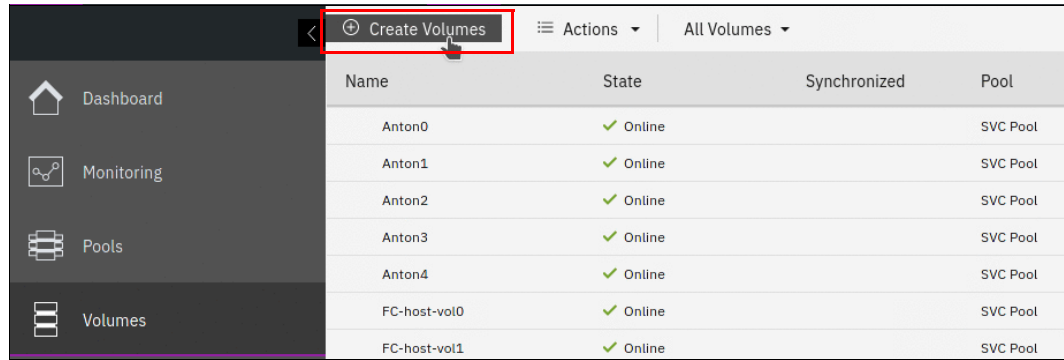 Create Volumes Actions All Volumes
Name State Synchronized Pool
Dashboard
Monitoring
Pools
Volumes
Anton0 Online SVC Pool
Anton1 Online SVC Pool
Anton2 Online SVC Pool
Anton3 Online SVC Pool
Anton4 Online SVC Pool
FC-host-vol0 Online SVC Pool
FC-host-vol1 Online SVC Pool